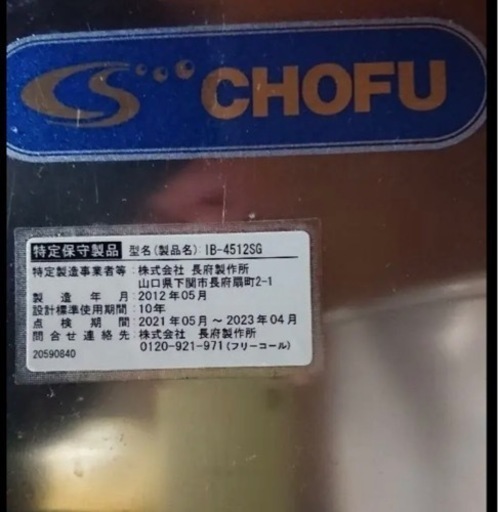 CHOFU
特定保守製品 型名(製品名): IB-4512SG
特定製造事業者等:株式会社 長府製作所
山口県下関市長府扇町2-1
製造年月:2012年05月
設計標準使用期間:10年
点検期間:2021年05月 ～ 2023年04月
問合せ連絡先:株式会社 長府製作所
0120-921-971(フリーコール)
20590840